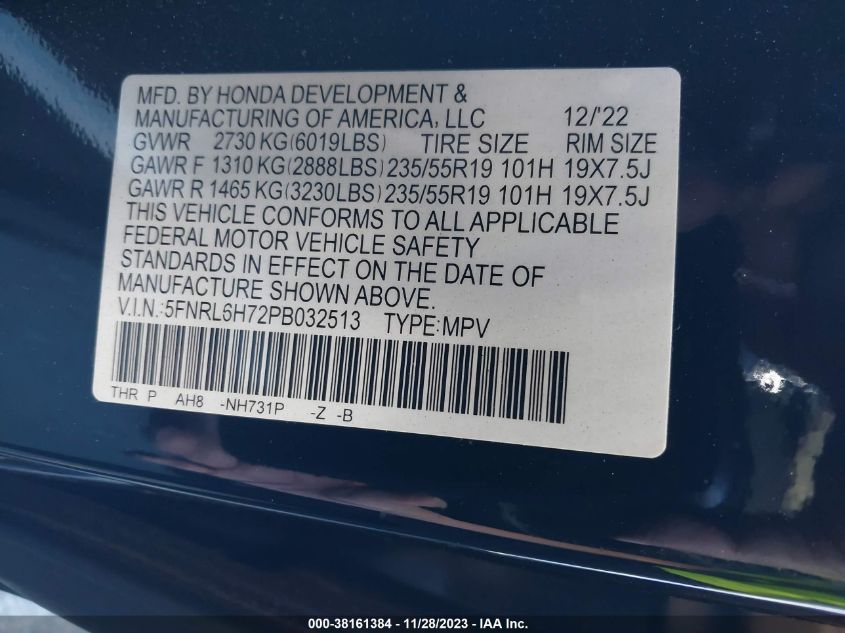 MFD. BY HONDA DEVELOPMENT &
MANUFACTURING OF AMERICA, LLC 12/'22
GVWR 2730 KG(6019LBS) TIRE SIZE RIM SIZE
GAWR F 1310 KG(2888LBS) 235/55R19 101H 19X7.5J
GAWR R 1465 KG(3230LBS) 235/55R19 101H 19X7.5J
THIS VEHICLE CONFORMS TO ALL APPLICABLE
FEDERAL MOTOR VEHICLE SAFETY
STANDARDS IN EFFECT ON THE DATE OF
MANUFACTURE SHOWN ABOVE.
V.I.N.:5FNRL6H72PB032513 TYPE:MPV
THR P AH8 -NH731P -Z -B
000-38161384 | 11/28/2023 | IAA Inc.